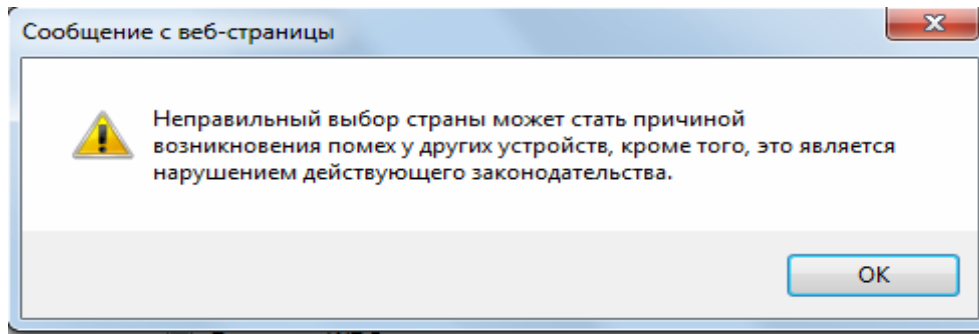 Сообщение с веб-страницы
Неправильный выбор страны может стать причиной
возникновения помех у других устройств, кроме того, это является
нарушением действующего законодательства.
OK